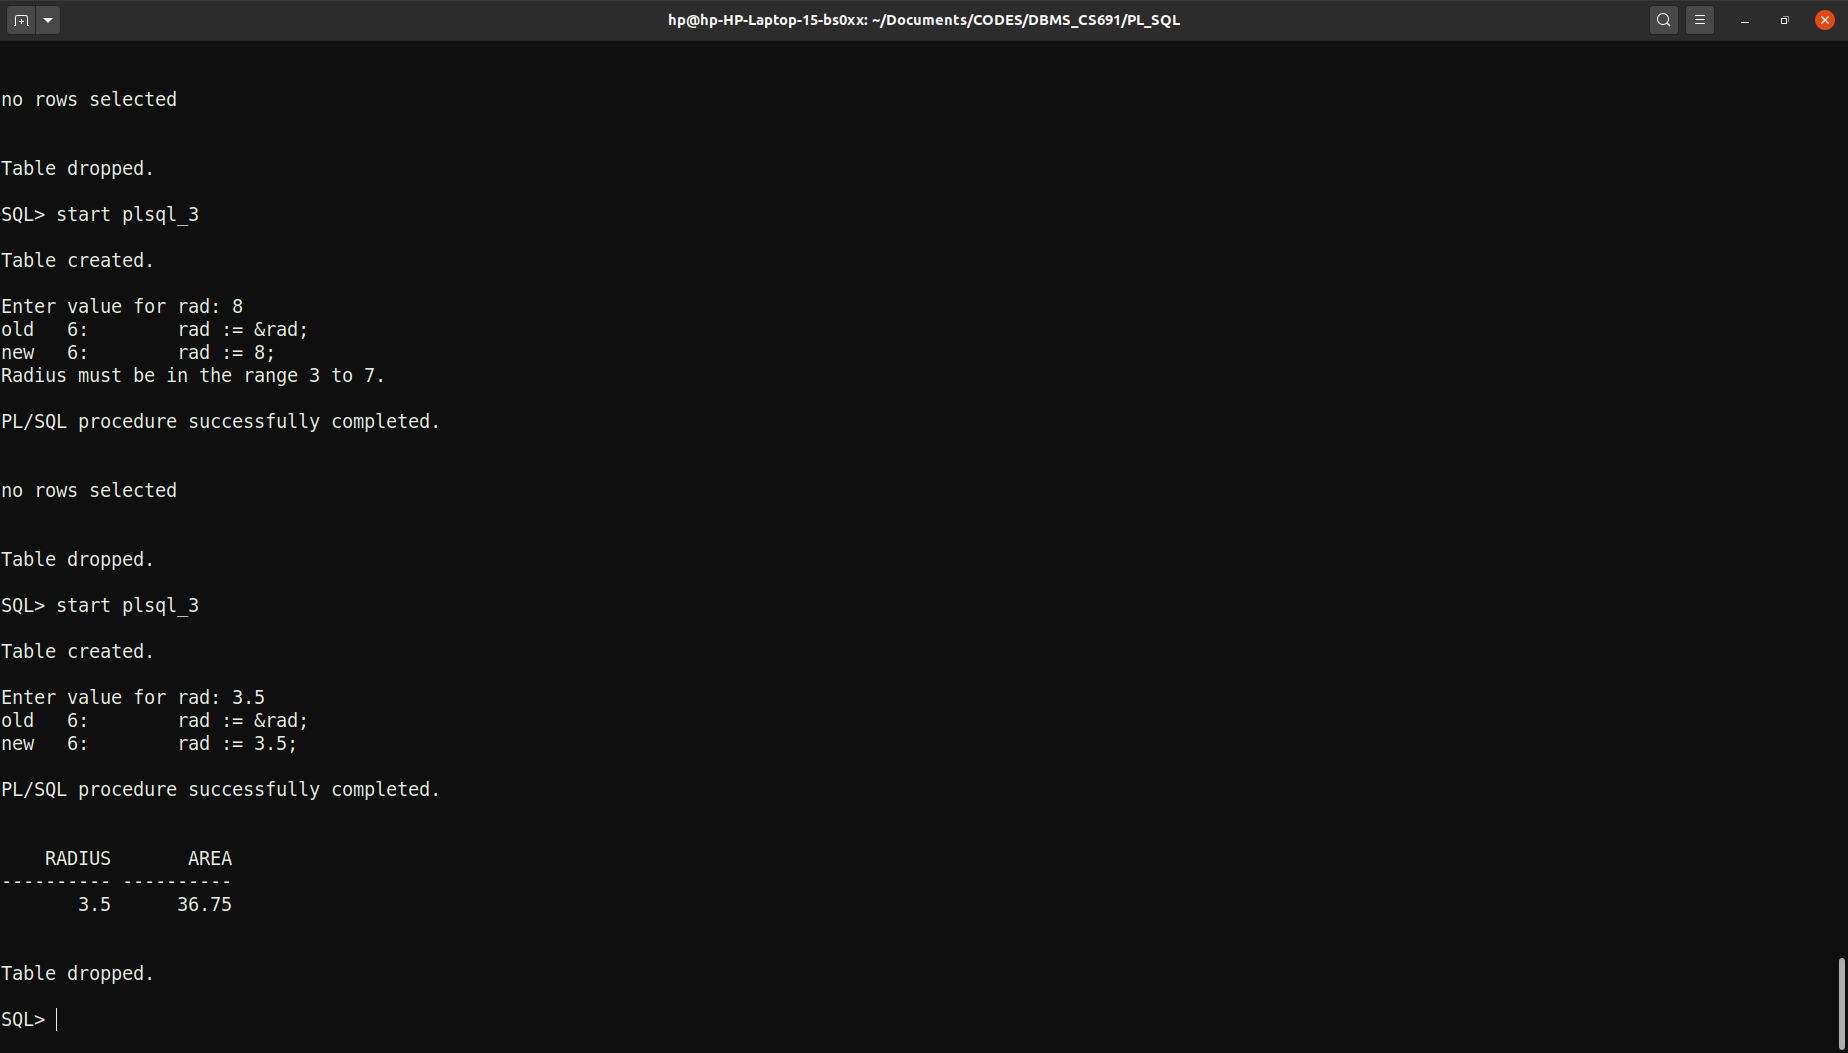 hp@hp-HP-Laptop-15-bs0xx: ~/Documents/CODES/DBMS_CS691/PL_SQL
no rows selected
Table dropped.
SQL> start plsql_3
Table created.
Enter value for rad: 8
old   6:        rad := &rad;
new   6:        rad := 8;
Radius must be in the range 3 to 7.
PL/SQL procedure successfully completed.
no rows selected
Table dropped.
SQL> start plsql_3
Table created.
Enter value for rad: 3.5
old   6:        rad := &rad;
new   6:        rad := 3.5;
PL/SQL procedure successfully completed.
    RADIUS       AREA
---------- ----------
       3.5      36.75
Table dropped.
SQL>